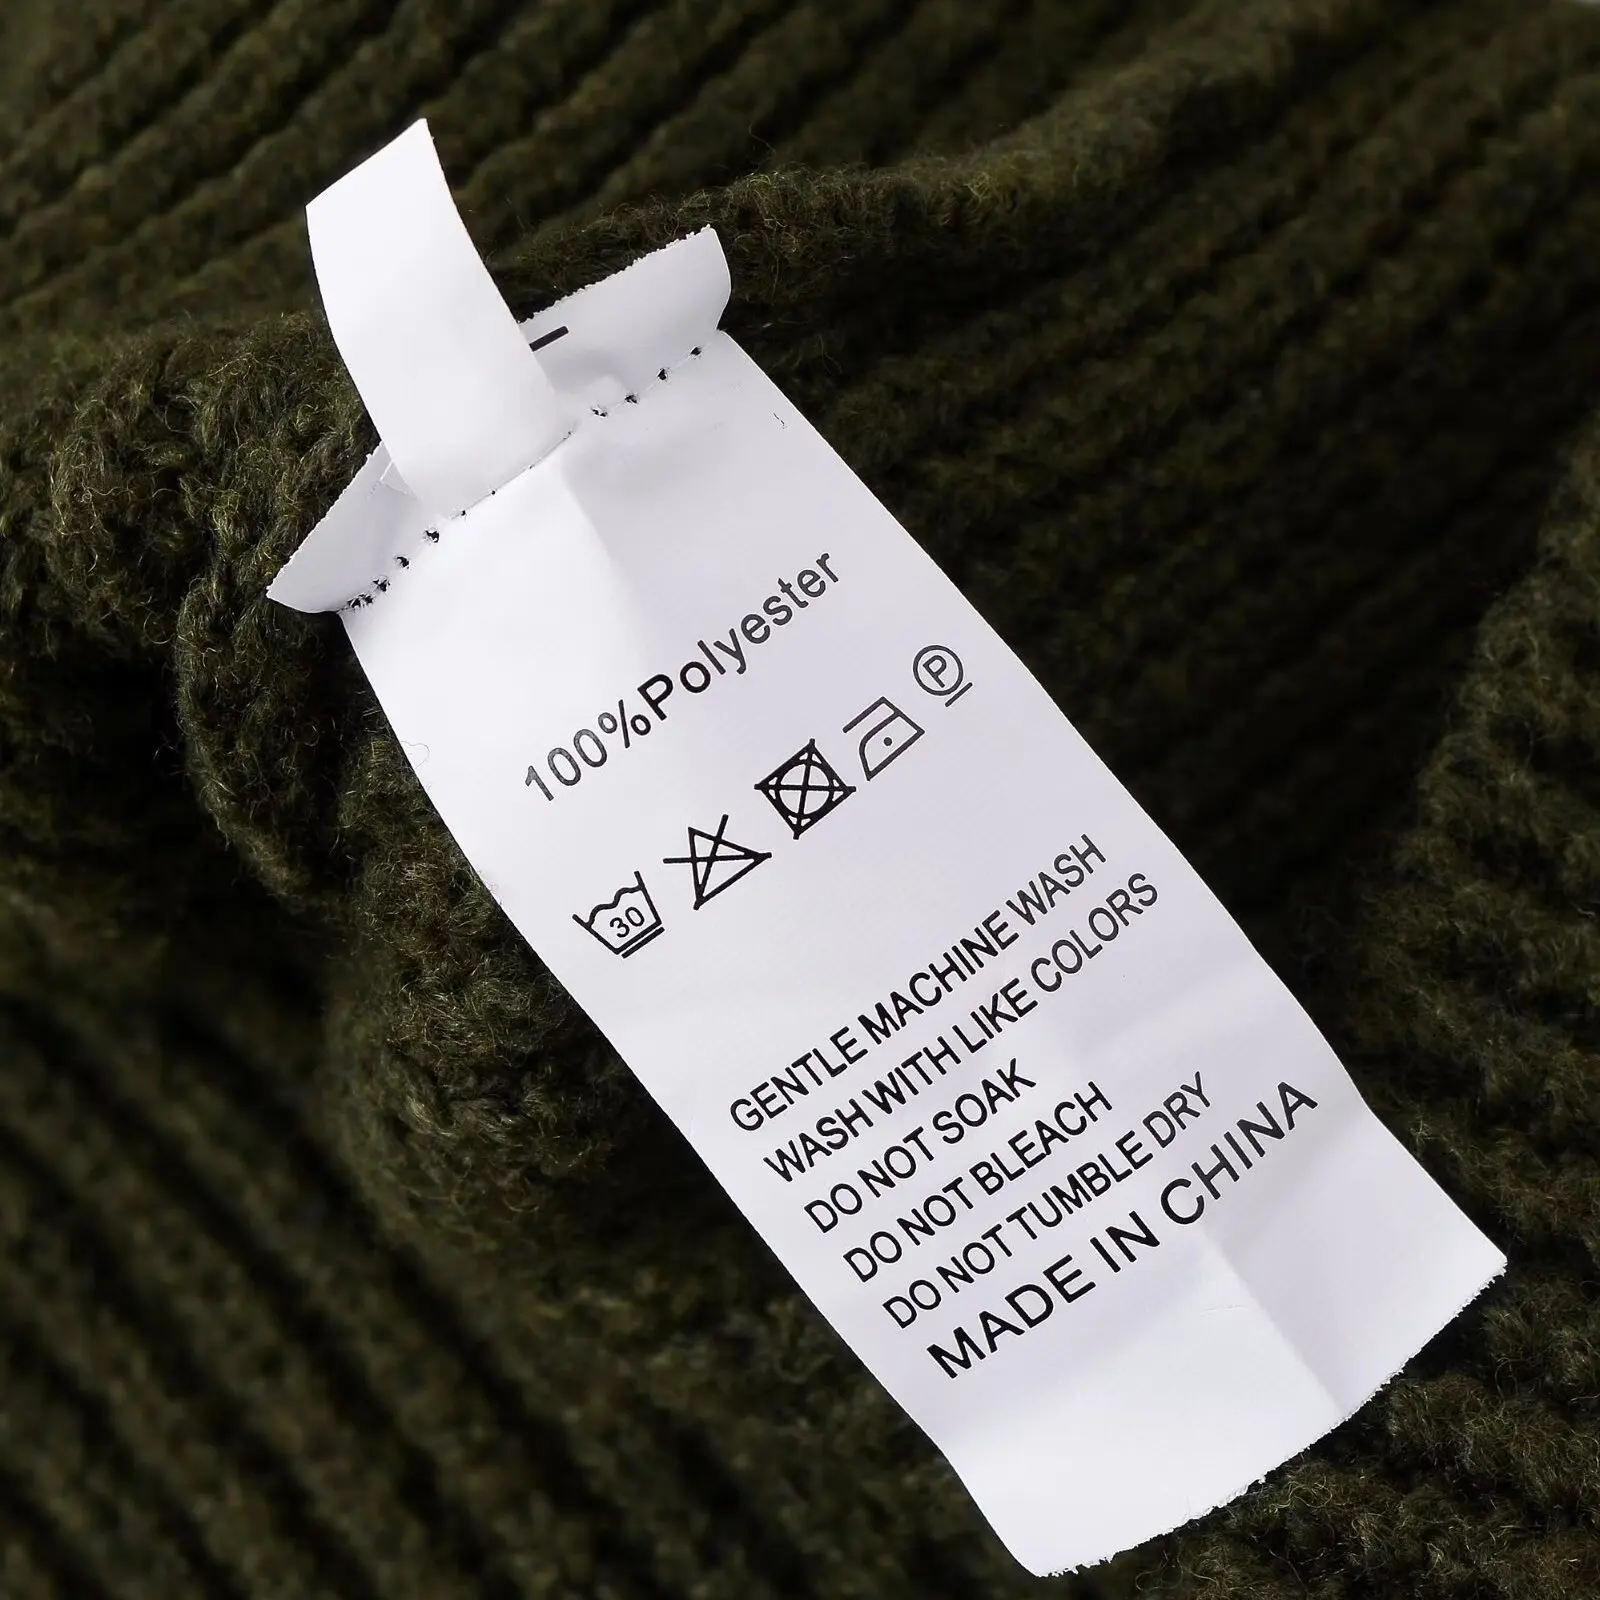 100%Polyester
30
P
GENTLE MACHINE WASH
WASH WITH LIKE COLORS
DO NOT SOAK
DO NOT BLEACH
DO NOT TUMBLE DRY
MADE IN CHINA